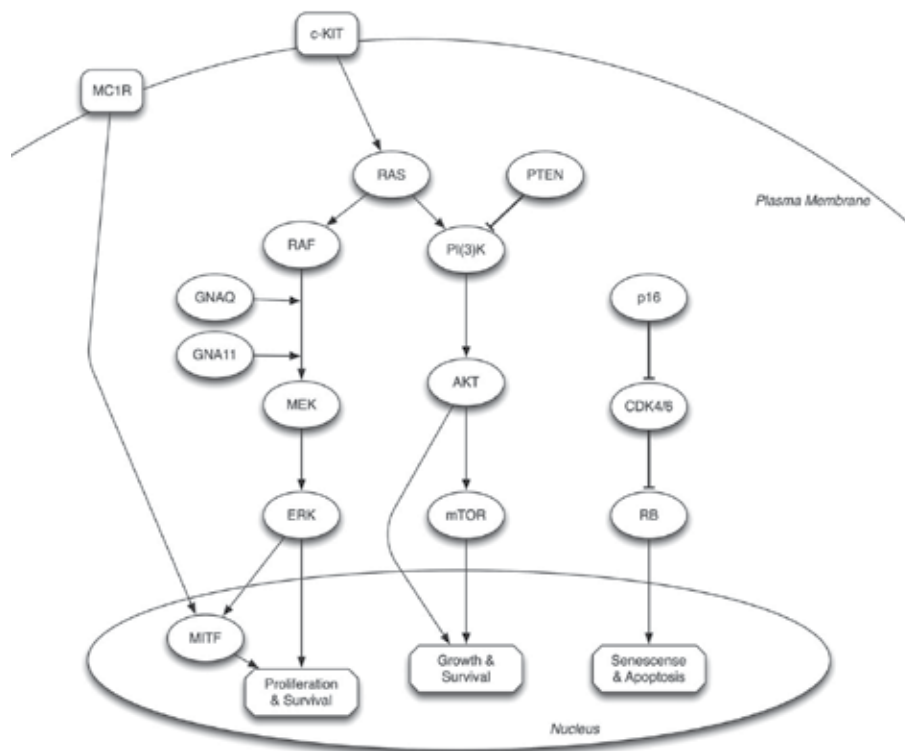 c-KIT
MC1R
RAS
PTEN
Plasma Membrane
RAF
PI(3)K
GNAQ
p16
GNA11
AKT
MEK
CDK4/6
ERK
mTOR
RB
MITF
Growth &
Survival
Senescense
& Apoptosis
Proliferation
& Survival
Nucleus